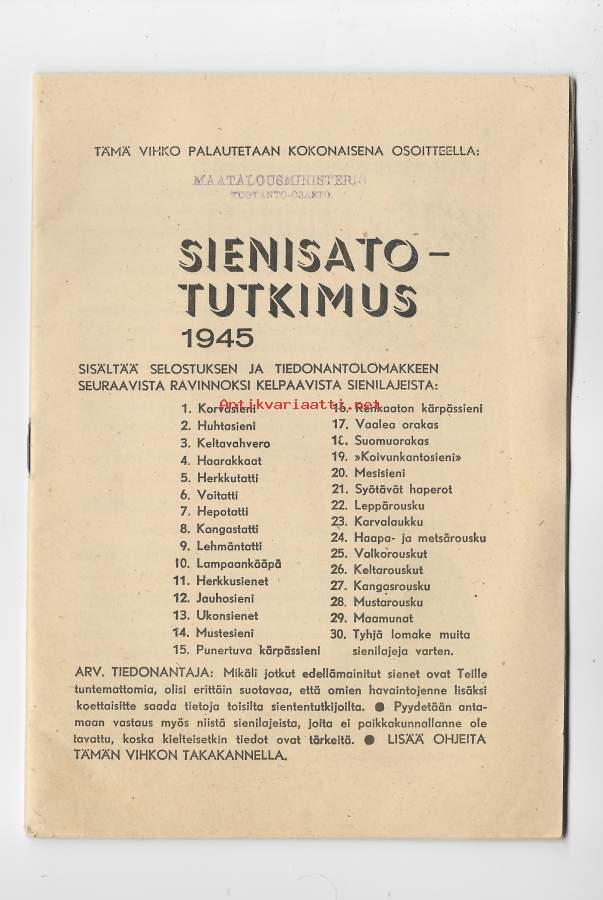 TÄMÄ VIHKO PALAUTETAAN KOKONAISENA OSOITTEELLA:
MAATALOUSMINISTERIÖ
TUOTANTO-OSASTO
SIENISATO-
TUTKIMUS
1945
SISÄLTÄÄ SELOSTUKSEN JA TIEDONANTOLOMAKKEEN
SEURAAVISTA RAVINNOKSI KELPAAVISTA SIENILAJEISTA:
Antikvariaatti.net
1. Korvasieni
2. Huhtasieni
3. Keltavahvero
4. Haarakkaat
5. Herkkutatti
6. Voitatti
7. Hepotatti
8. Kangastatti
9. Lehmäntatti
10. Lampaankääpä
11. Herkkusienet
12. Jauhosieni
13. Ukonsienet
14. Mustesieni
15. Punertuva kärpässieni
16. Renkaaton kärpässieni
17. Vaalea orakas
18. Suomuorakas
19. »Koivunkantosieni»
20. Mesisieni
21. Syötävät haperot
22. Leppärousku
23. Karvalaukku
24. Haapa- ja metsärousku
25. Valkorouskut
26. Keltarouskut
27. Kangasrousku
28. Mustarousku
29. Maamunat
30. Tyhjä lomake muita
sienilajeja varten.
ARV. TIEDONANTAJA: Mikäli jotkut edellämainitut sienet ovat Teille
tuntemattomia, olisi erittäin suotavaa, että omien havaintojenne lisäksi
koettaisitte saada tietoja toisilta siententutkijoilta. ● Pyydetään anta-
maan vastaus myös niistä sienilajeista, joita ei paikkakunnallanne ole
tavattu, koska kielteisetkin tiedot ovat tärkeitä. ● LISÄÄ OHJEITA
TÄMÄN VIHKON TAKAKANNELLA.